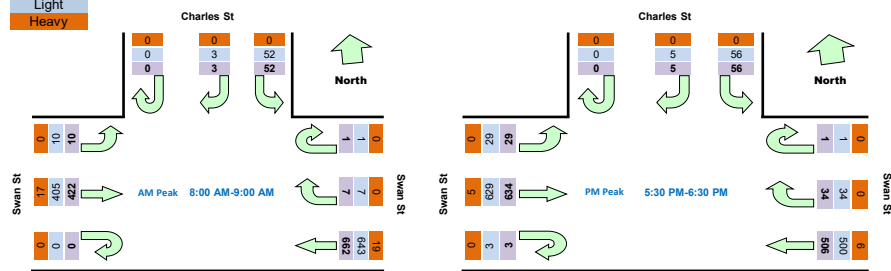 Light
Heavy
Charles St
0 0 0
0 3 52
0 3 52
North
0 10 10
1 1 0
Swan St
17 405 422
AM Peak 8:00 AM-9:00 AM
7 7 0
Swan St
0 0 0
662 643 19
Charles St
0 0 0
0 5 56
0 5 56
North
0 29 29
1 1 0
Swan St
5 629 634
PM Peak 5:30 PM-6:30 PM
34 34 0
Swan St
0 3 3
506 500 6